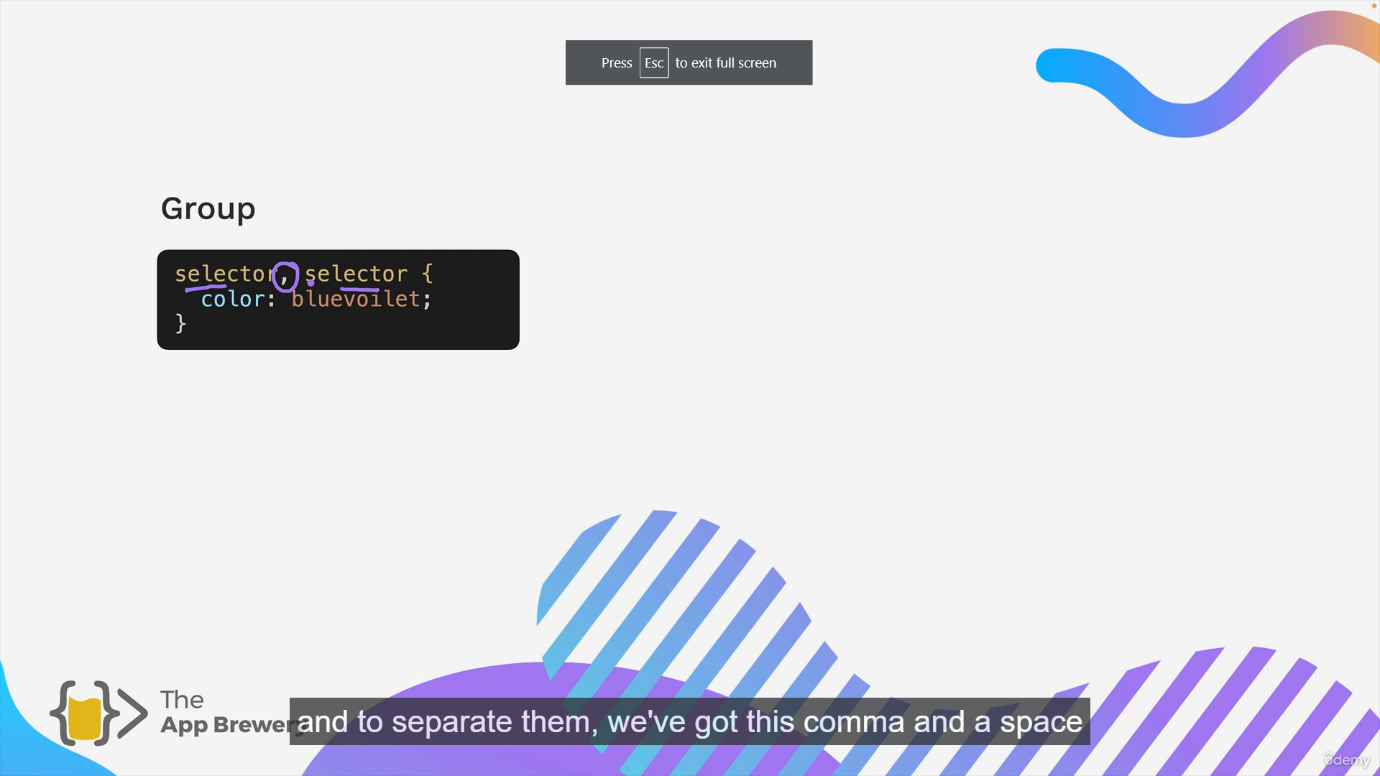 Press Esc to exit full screen
Group
selector, selector {
color: bluevoilet;
}
The
App Brewery
and to separate them, we've got this comma and a space
ûdemy